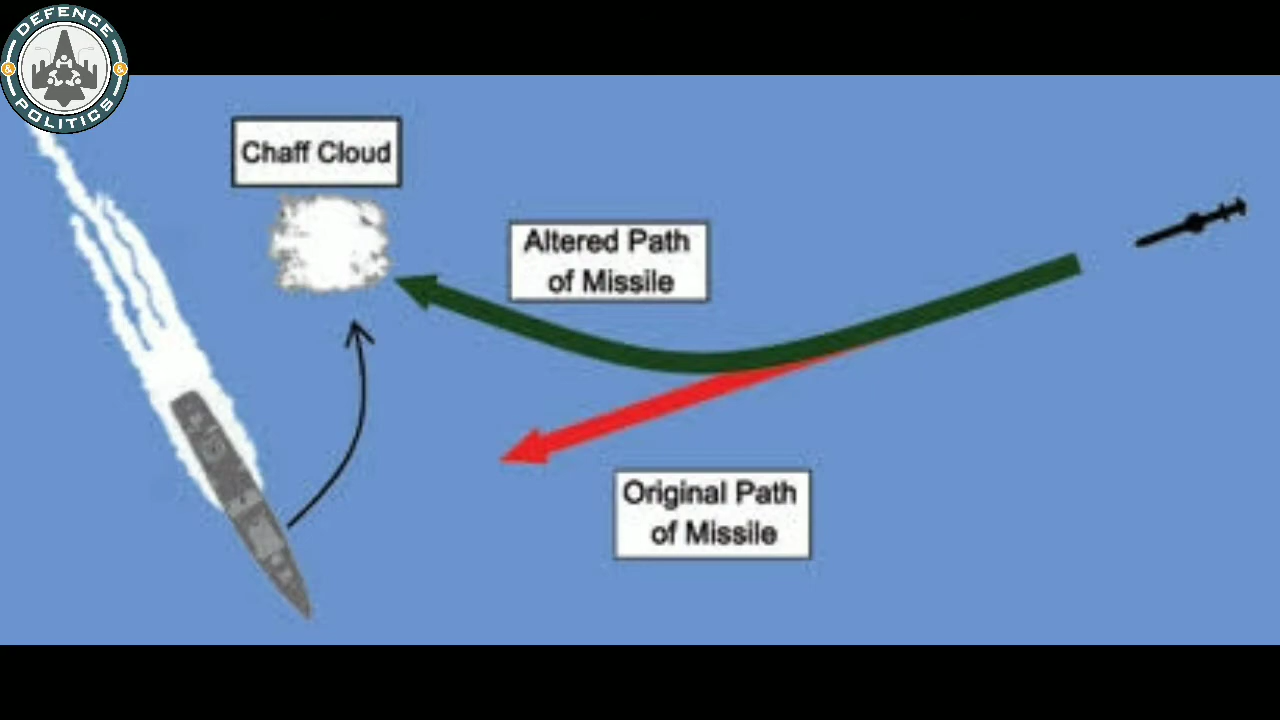 DEFENCE
&
&
POLITICS
Chaff Cloud
Altered Path
of Missile
Original Path
of Missile